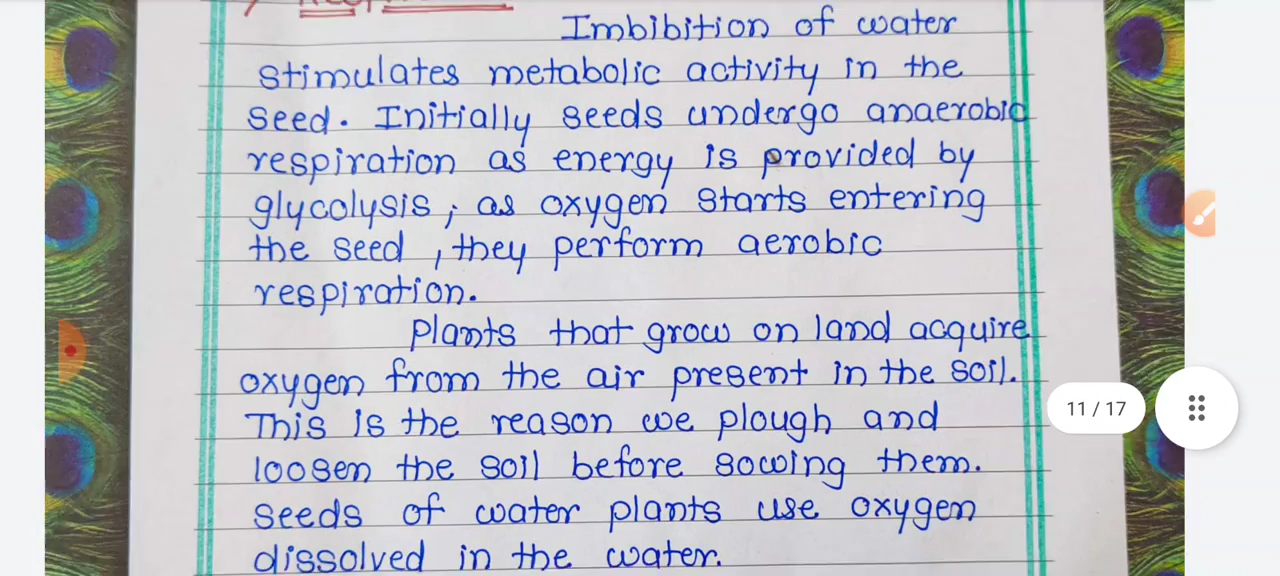 Imbibition of water
stimulates metabolic activity in the
seed. Initially seeds undergo anaerobic
respiration as energy is provided by
glycolysis; as oxygen starts entering
the seed, they perform aerobic
respiration.
Plants that grow on land acquire
oxygen from the air present in the soil.
This is the reason we plough and
11 / 17
loosen the soil before sowing them.
Seeds of water plants use oxygen
dissolved in the water.